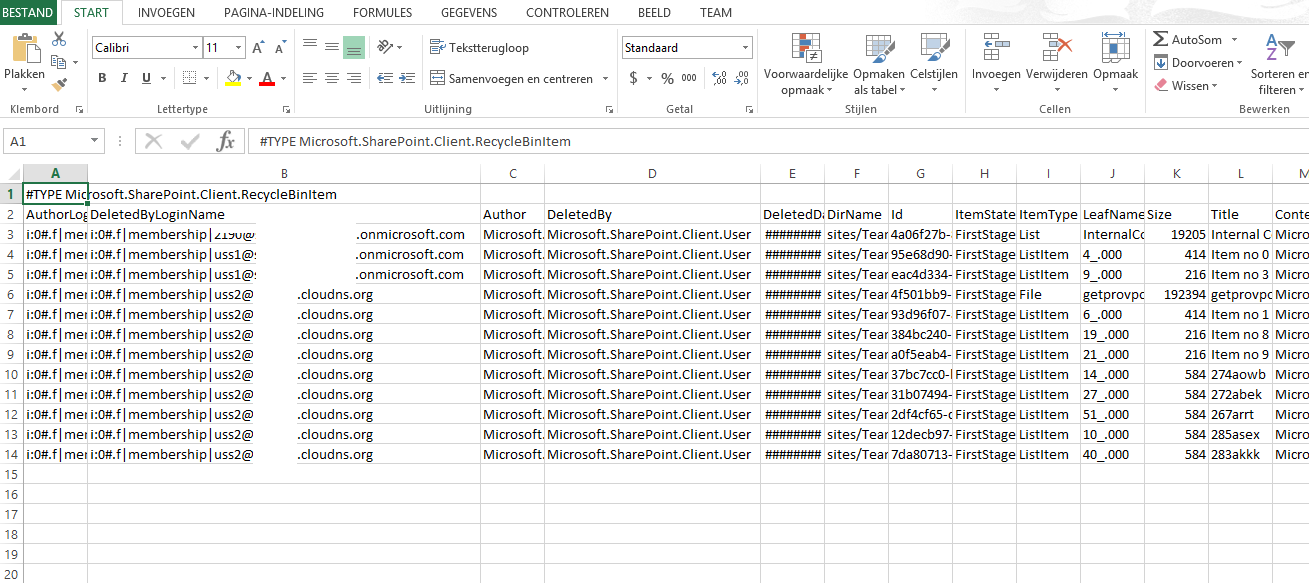 BESTAND START INVOEGEN PAGINA-INDELING FORMULES GEGEVENS CONTROLEREN BEELD TEAM
Calibri 11 A A Tekstterugloop Standaard AutoSom
Plakken Voorwaardelijke Opmaken Celstijlen Invoegen Verwijderen Opmaak Doorvoeren Sorteren en
B I U A Samenvoegen en centreren $ % 000 opmaak als tabel Wissen filteren
Klembord Lettertype Uitlijning Getal Stijlen Cellen Bewerken
A1 fx #TYPE Microsoft.SharePoint.Client.RecycleBinItem
A B C D E F G H I J K L M
1 #TYPE Microsoft.SharePoint.Client.RecycleBinItem
2 AuthorLog DeletedByLoginName Author DeletedBy DeletedDa DirName Id ItemState ItemType LeafName Size Title Conte
3 i:0#.f|mem i:0#.f|membership|2190@ .onmicrosoft.com Microsoft. Microsoft.SharePoint.Client.User ######## sites/Tear 4a06f27b- FirstStage List InternalCo 19205 Internal C Micro
4 i:0#.f|mem i:0#.f|membership|uss1@s .onmicrosoft.com Microsoft. Microsoft.SharePoint.Client.User ######## sites/Tear 95e68d90- FirstStage ListItem 4_.000 414 Item no 0 Micro
5 i:0#.f|mem i:0#.f|membership|uss1@s .onmicrosoft.com Microsoft. Microsoft.SharePoint.Client.User ######## sites/Tear eac4d334- FirstStage ListItem 9_.000 216 Item no 3 Micro
6 i:0#.f|mem i:0#.f|membership|uss2@ .cloudns.org Microsoft. Microsoft.SharePoint.Client.User ######## sites/Tear 4f501bb9- FirstStage File getprovpo 192394 getprovpo Micro
7 i:0#.f|mem i:0#.f|membership|uss2@ .cloudns.org Microsoft. Microsoft.SharePoint.Client.User ######## sites/Tear 93d96f07- FirstStage ListItem 6_.000 414 Item no 1 Micro
8 i:0#.f|mem i:0#.f|membership|uss2@ .cloudns.org Microsoft. Microsoft.SharePoint.Client.User ######## sites/Tear 384bc240- FirstStage ListItem 19_.000 216 Item no 8 Micro
9 i:0#.f|mem i:0#.f|membership|uss2@ .cloudns.org Microsoft. Microsoft.SharePoint.Client.User ######## sites/Tear a0f5eab4- FirstStage ListItem 21_.000 216 Item no 9 Micro
10 i:0#.f|mem i:0#.f|membership|uss2@ .cloudns.org Microsoft. Microsoft.SharePoint.Client.User ######## sites/Tear 37bc7cc0- FirstStage ListItem 14_.000 584 274aowb Micro
11 i:0#.f|mem i:0#.f|membership|uss2@ .cloudns.org Microsoft. Microsoft.SharePoint.Client.User ######## sites/Tear 31b07494- FirstStage ListItem 27_.000 584 272abek Micro
12 i:0#.f|mem i:0#.f|membership|uss2@ .cloudns.org Microsoft. Microsoft.SharePoint.Client.User ######## sites/Tear 2df4cf65-c FirstStage ListItem 51_.000 584 267arrt Micro
13 i:0#.f|mem i:0#.f|membership|uss2@ .cloudns.org Microsoft. Microsoft.SharePoint.Client.User ######## sites/Tear 12decb97- FirstStage ListItem 10_.000 584 285asex Micro
14 i:0#.f|mem i:0#.f|membership|uss2@ .cloudns.org Microsoft. Microsoft.SharePoint.Client.User ######## sites/Tear 7da80713- FirstStage ListItem 40_.000 584 283akkk Micro
15
16
17
18
19
20